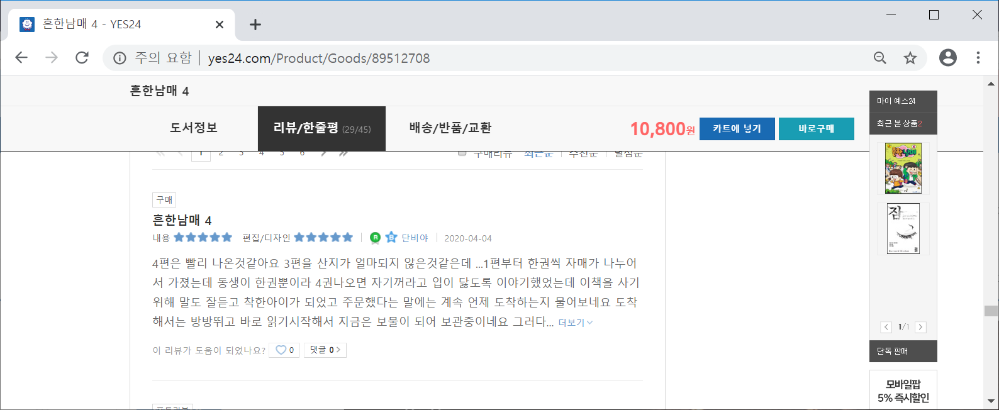 흔한남매 4 - YES24
주의 요함 | yes24.com/Product/Goods/89512708
흔한남매 4
도서정보
리뷰/한줄평 (29/45)
배송/반품/교환
10,800원
카트에 넣기
바로구매
1 2 3 4 5 6
구매리뷰 최근순 추천순 별점순
구매
흔한남매 4
내용 편집/디자인 단비야 2020-04-04
4편은 빨리 나온것같아요 3편을 산지가 얼마되지 않은것같은데 ...1편부터 한권씩 자매가 나누어
서 가졌는데 동생이 한권뿐이라 4권나오면 자기꺼라고 입이 닳도록 이야기했었는데 이책을 사기
위해 말도 잘듣고 착한아이가 되었고 주문했다는 말에는 계속 언제 도착하는지 물어보네요 도착
해서는 방방뛰고 바로 읽기시작해서 지금은 보물이 되어 보관중이네요 그러다... 더보기
이 리뷰가 도움이 되었나요? 0 댓글 0
마이 예스24
최근 본 상품2
흔한남매
짐
1/1
단독 판매
모바일팝
5% 즉시할인